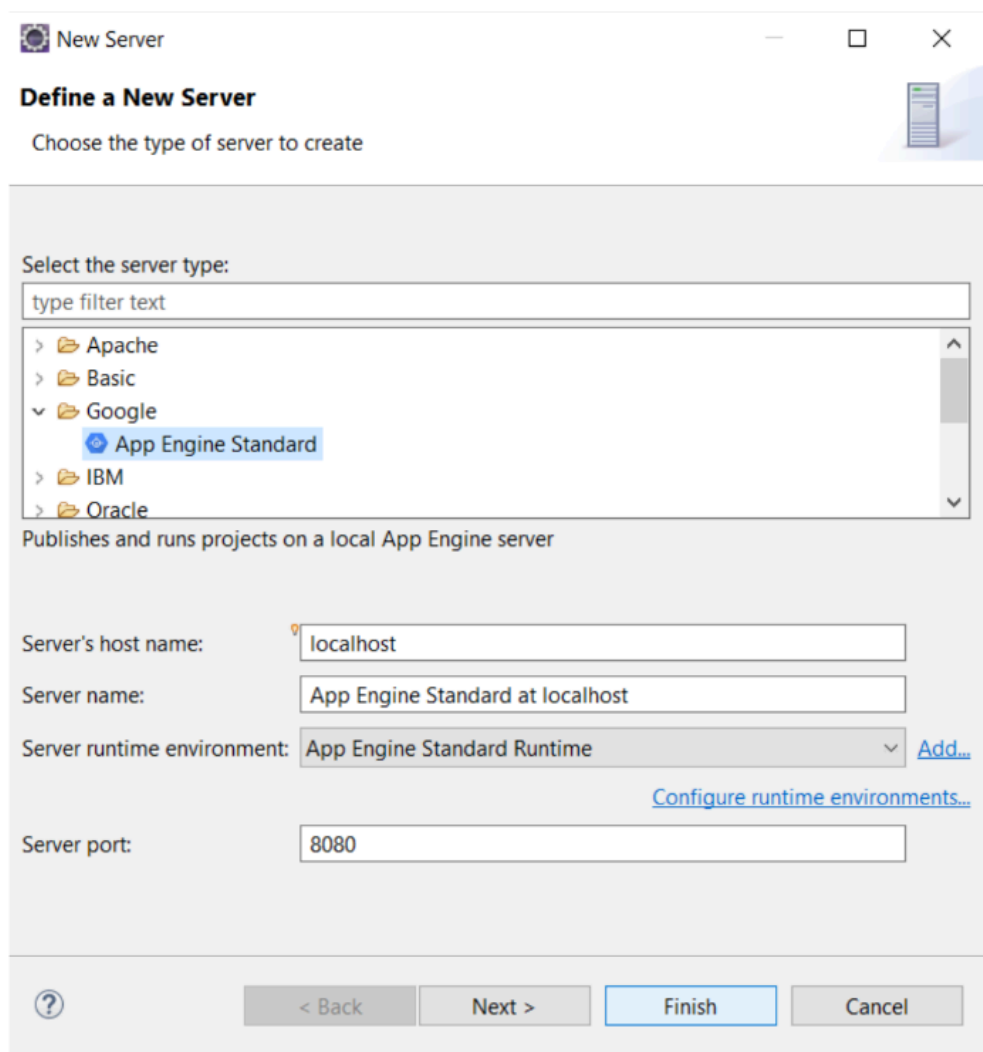 New Server
Define a New Server
Choose the type of server to create
Select the server type:
type filter text
Apache
Basic
Google
App Engine Standard
IBM
Oracle
Publishes and runs projects on a local App Engine server
Server's host name: localhost
Server name: App Engine Standard at localhost
Server runtime environment: App Engine Standard Runtime Add...
Configure runtime environments...
Server port: 8080
? < Back Next > Finish Cancel